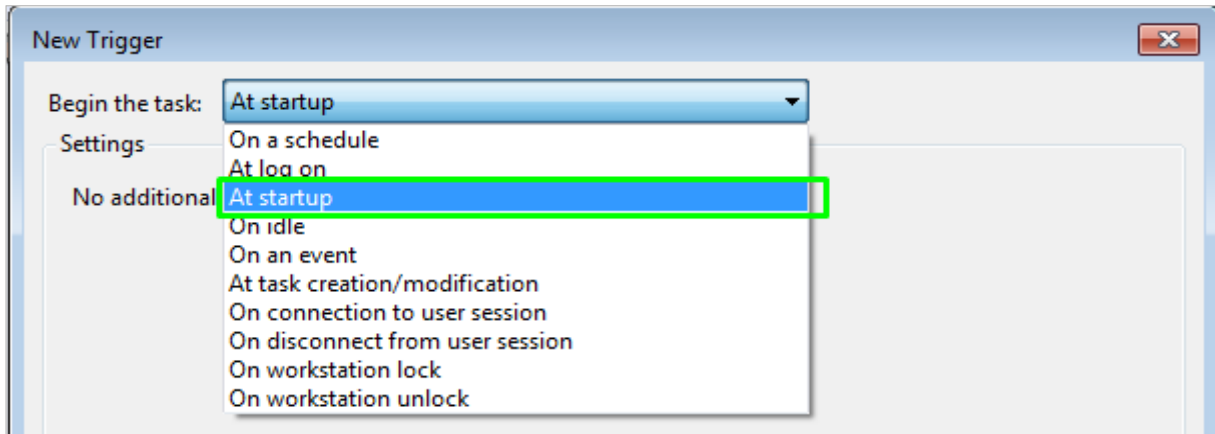 New Trigger
Begin the task: At startup
Settings
On a schedule
At log on
No additional At startup
On idle
On an event
At task creation/modification
On connection to user session
On disconnect from user session
On workstation lock
On workstation unlock